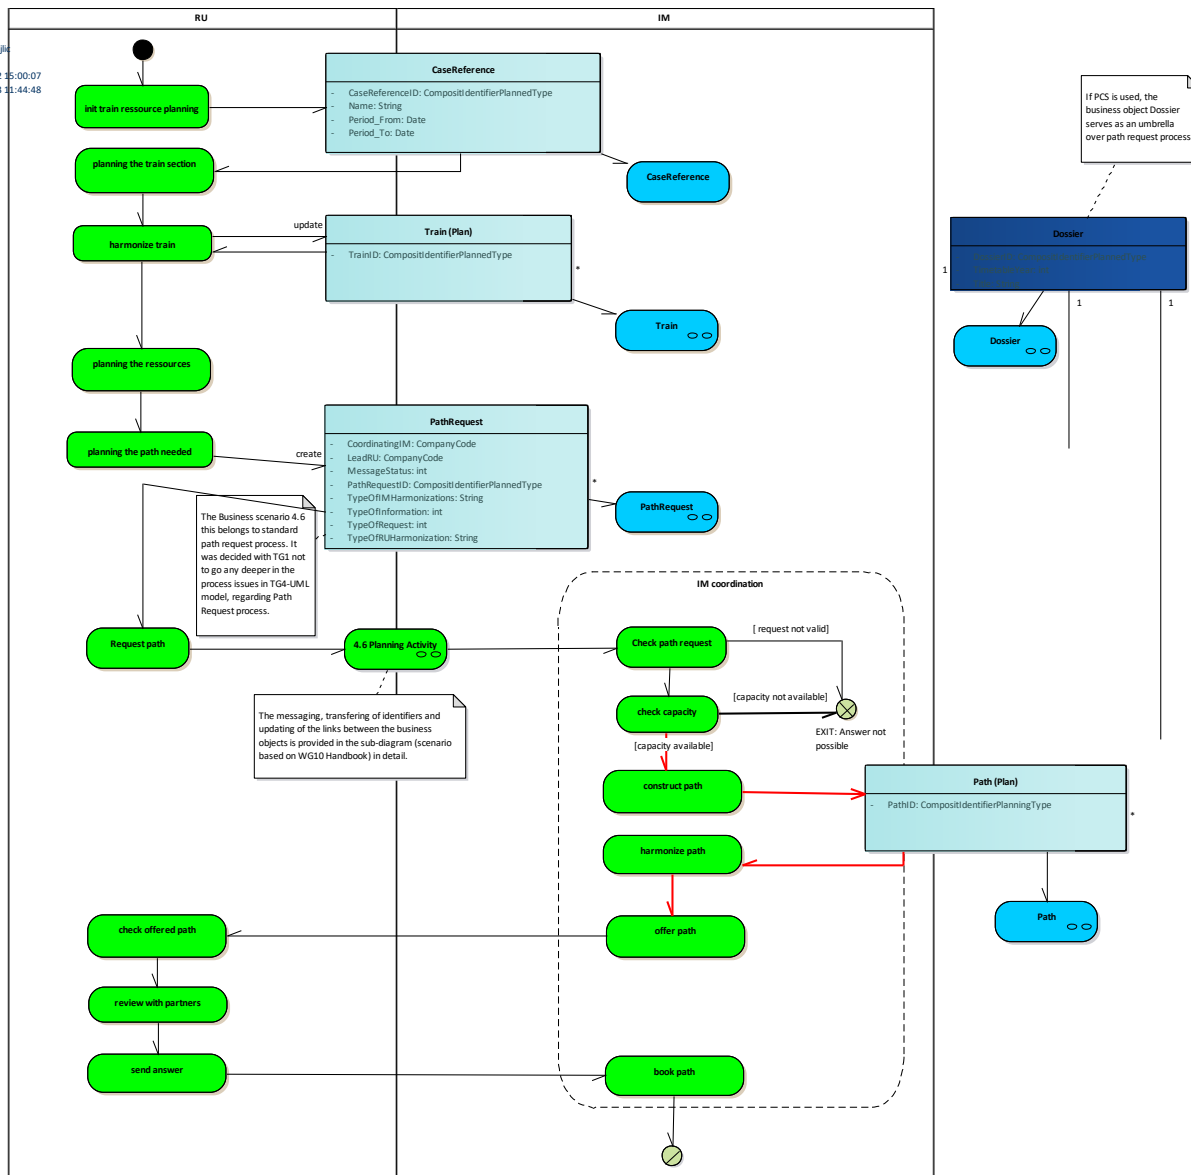 RU
IM
15:00:07
11:44:48
init train ressource planning
CaseReference
- CaseReferenceID: CompositIdentifierPlannedType
- Name: String
- Period_From: Date
- Period_To: Date
planning the train section
CaseReference
If PCS is used, the
business object Dossier
serves as an umbrella
over path request process
harmonize train
update
Train (Plan)
- TrainID: CompositIdentifierPlannedType
*
Train
Dossier
1
1
1
Dossier
planning the ressources
planning the path needed
create
PathRequest
- CoordinatingIM: CompanyCode
- LeadRU: CompanyCode
- MessageStatus: int
- PathRequestID: CompositIdentifierPlannedType
- TypeOfIMHarmonizations: String
- TypeOfInformation: int
- TypeOfRequest: int
- TypeOfRUHarmonization: String
*
PathRequest
The Business scenario 4.6
this belongs to standard
path request process. It
was decided with TG1 not
to go any deeper in the
process issues in TG4-UML
model, regarding Path
Request process.
IM coordination
Request path
4.6 Planning Activity
Check path request
[ request not valid]
check capacity
[capacity not available]
EXIT: Answer not
possible
[capacity available]
The messaging, transfering of identifiers and
updating of the links between the business
objects is provided in the sub-diagram (scenario
based on WG10 Handbook) in detail.
construct path
Path (Plan)
- PathID: CompositIdentifierPlanningType
*
harmonize path
Path
check offered path
offer path
review with partners
send answer
book path